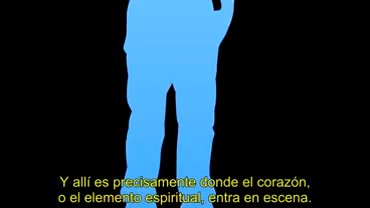 Y allí es precisamente donde el corazón,
o el elemento espiritual, entra en escena.